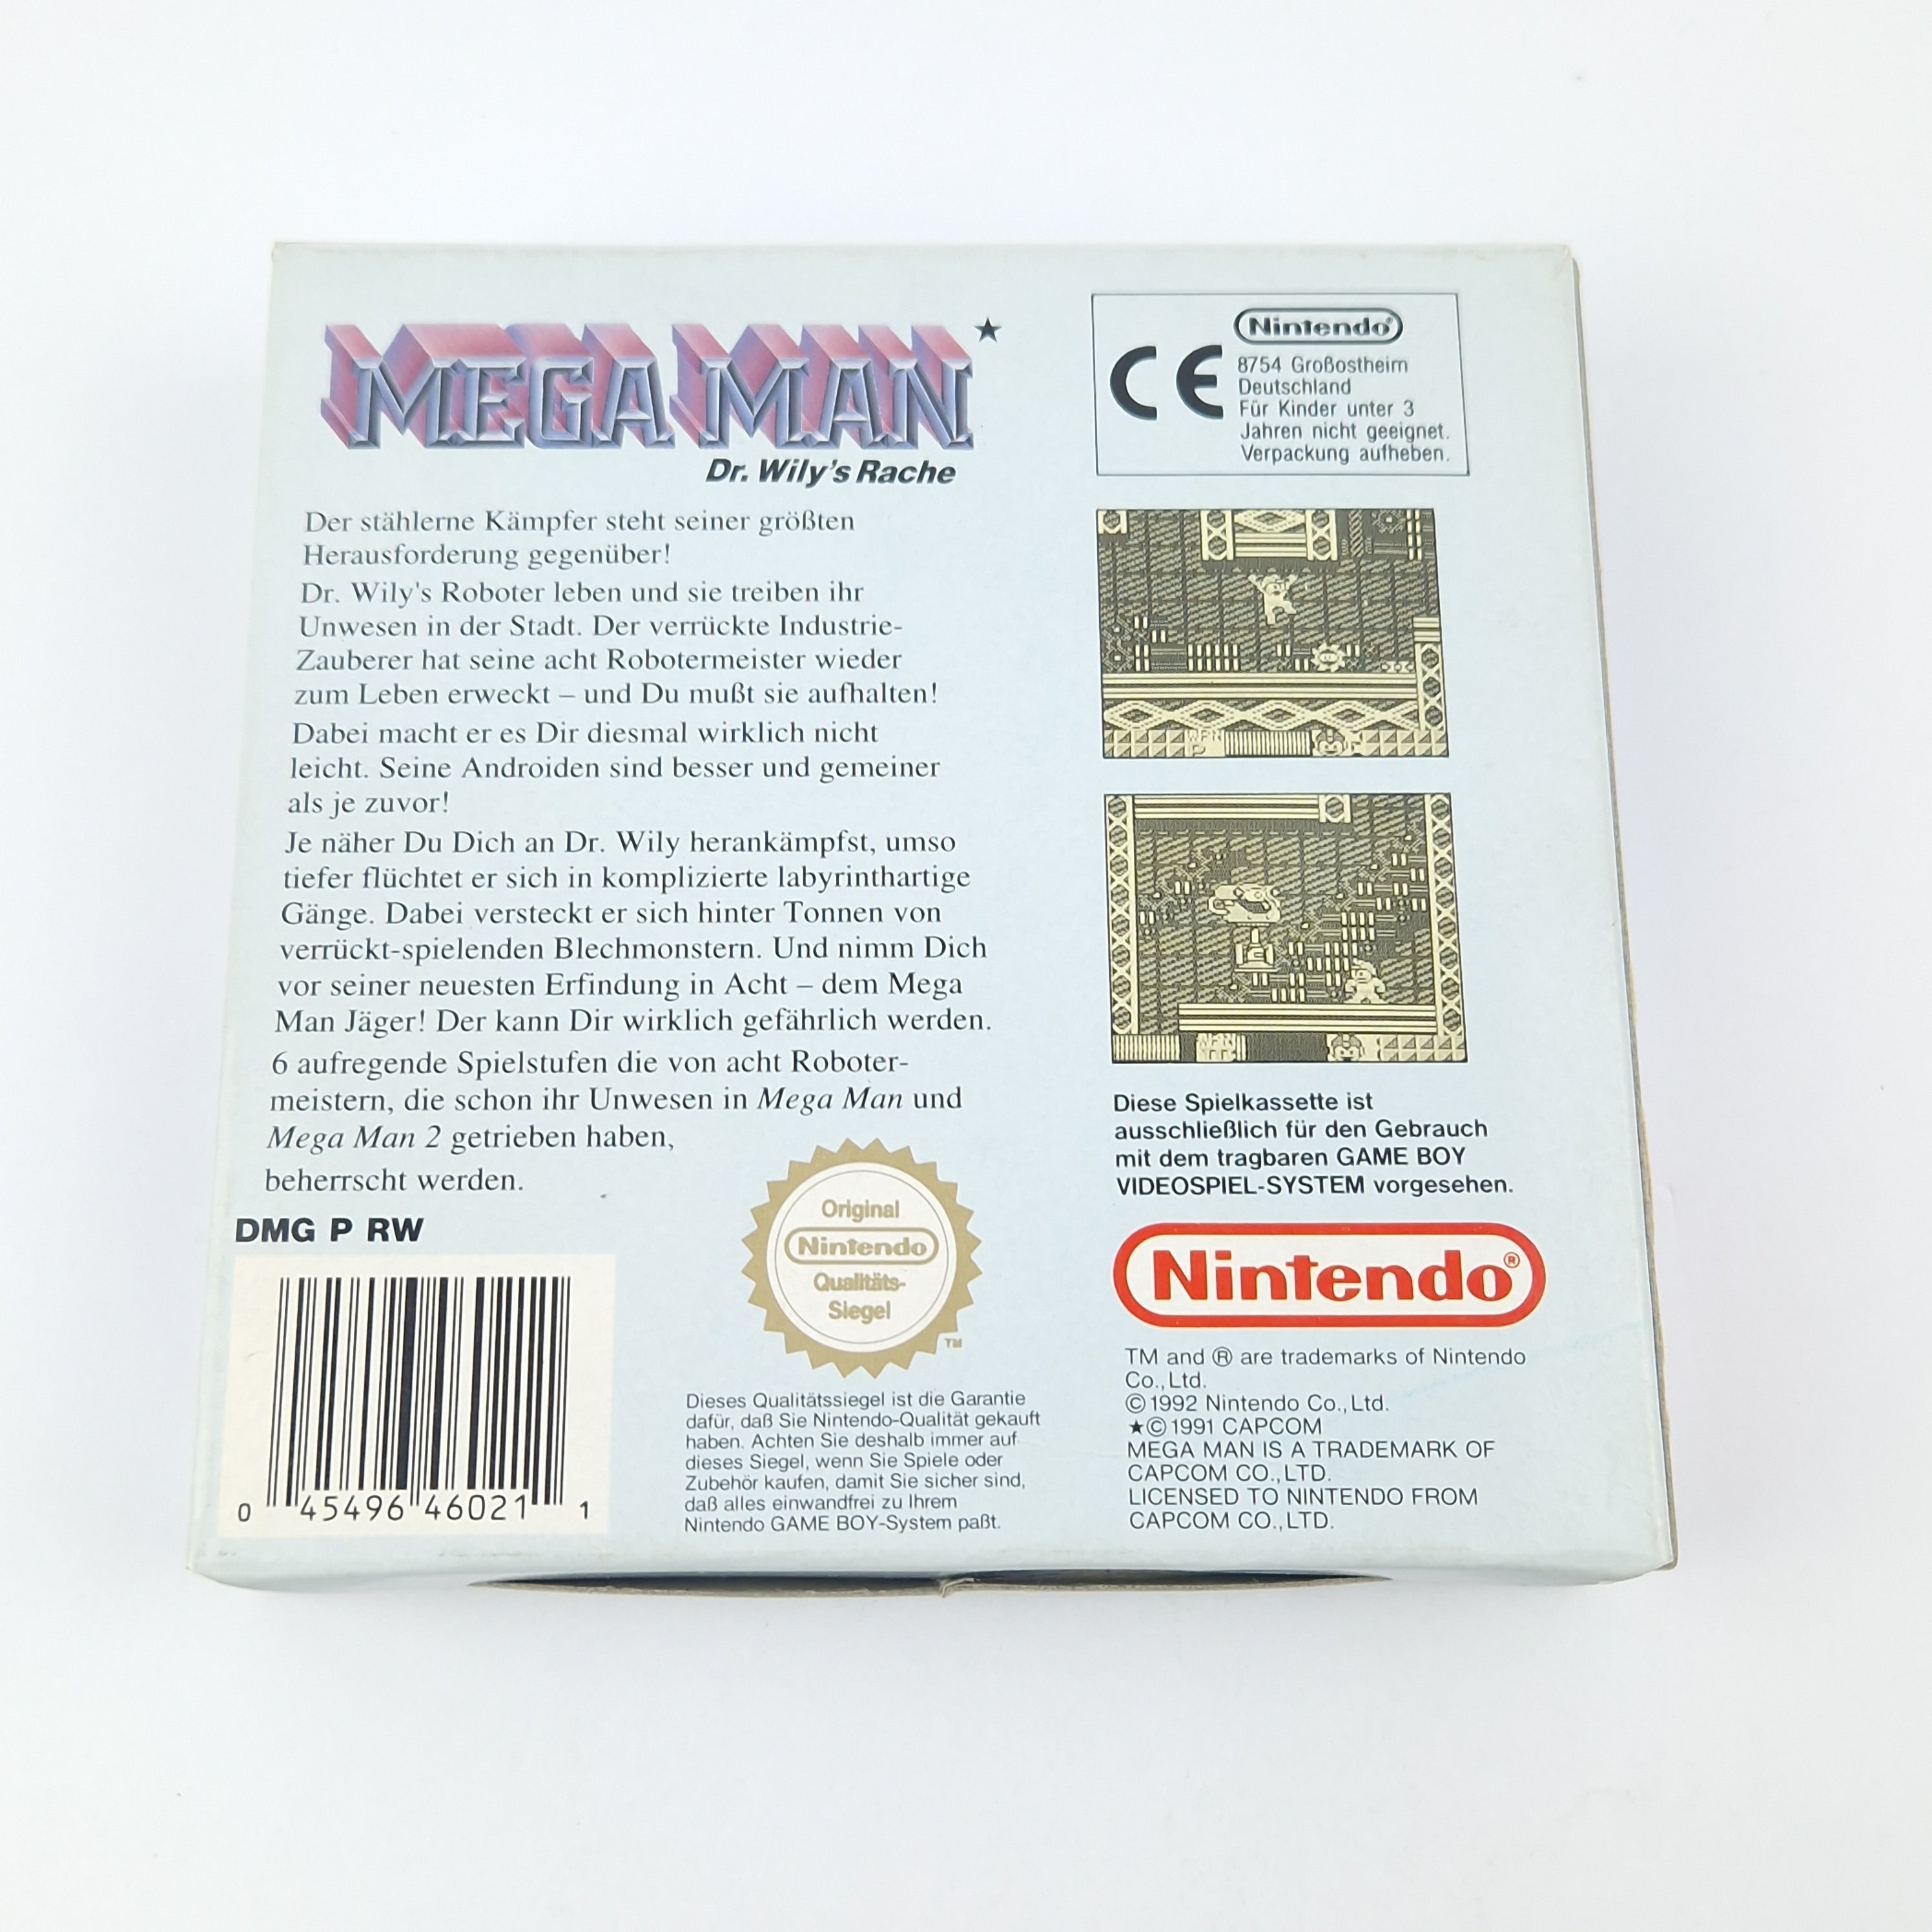 MEGA MAN ★
Dr. Wily's Rache
Der stählerne Kämpfer steht seiner größten
Herausforderung gegenüber!
Dr. Wily's Roboter leben und sie treiben ihr
Unwesen in der Stadt. Der verrückte Industrie-
Zauberer hat seine acht Robotermeister wieder
zum Leben erweckt – und Du mußt sie aufhalten!
Dabei macht er es Dir diesmal wirklich nicht
leicht. Seine Androiden sind besser und gemeiner
als je zuvor!
Je näher Du Dich an Dr. Wily herankämpfst, umso
tiefer flüchtet er sich in komplizierte labyrinthartige
Gänge. Dabei versteckt er sich hinter Tonnen von
verrückt-spielenden Blechmonstern. Und nimm Dich
vor seiner neuesten Erfindung in Acht – dem Mega
Man Jäger! Der kann Dir wirklich gefährlich werden.
6 aufregende Spielstufen die von acht Roboter-
meistern, die schon ihr Unwesen in Mega Man und
Mega Man 2 getrieben haben,
beherrscht werden.
DMG P RW
0 45496 46021 1
Original
Nintendo
Qualitäts-
Siegel
TM
Dieses Qualitätssiegel ist die Garantie
dafür, daß Sie Nintendo-Qualität gekauft
haben. Achten Sie deshalb immer auf
dieses Siegel, wenn Sie Spiele oder
Zubehör kaufen, damit Sie sicher sind,
daß alles einwandfrei zu Ihrem
Nintendo GAME BOY-System paßt.
CE
Nintendo®
8754 Großostheim
Deutschland
Für Kinder unter 3
Jahren nicht geeignet.
Verpackung aufheben.
Diese Spielkassette ist
ausschließlich für den Gebrauch
mit dem tragbaren GAME BOY
VIDEOSPIEL-SYSTEM vorgesehen.
Nintendo®
TM and ® are trademarks of Nintendo
Co., Ltd.
© 1992 Nintendo Co., Ltd.
★© 1991 CAPCOM
MEGA MAN IS A TRADEMARK OF
CAPCOM CO., LTD.
LICENSED TO NINTENDO FROM
CAPCOM CO., LTD.